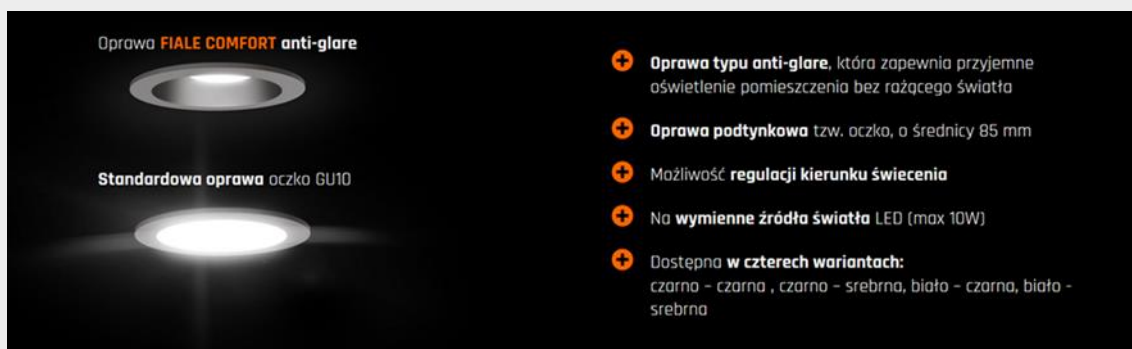 Oprawa FIALE COMFORT anti-glare
Standardowa oprawa oczko GU10
Oprawa typu anti-glare, która zapewnia przyjemne
oświetlenie pomieszczenia bez rażącego światła
Oprawa podtynkowa tzw. oczko, o średnicy 85 mm
Możliwość regulacji kierunku świecenia
Na wymienne źródła światła LED (max 10W)
Dostępna w czterech wariantach:
czarno – czarna , czarno – srebrna, biało – czarna, biało -
srebrna